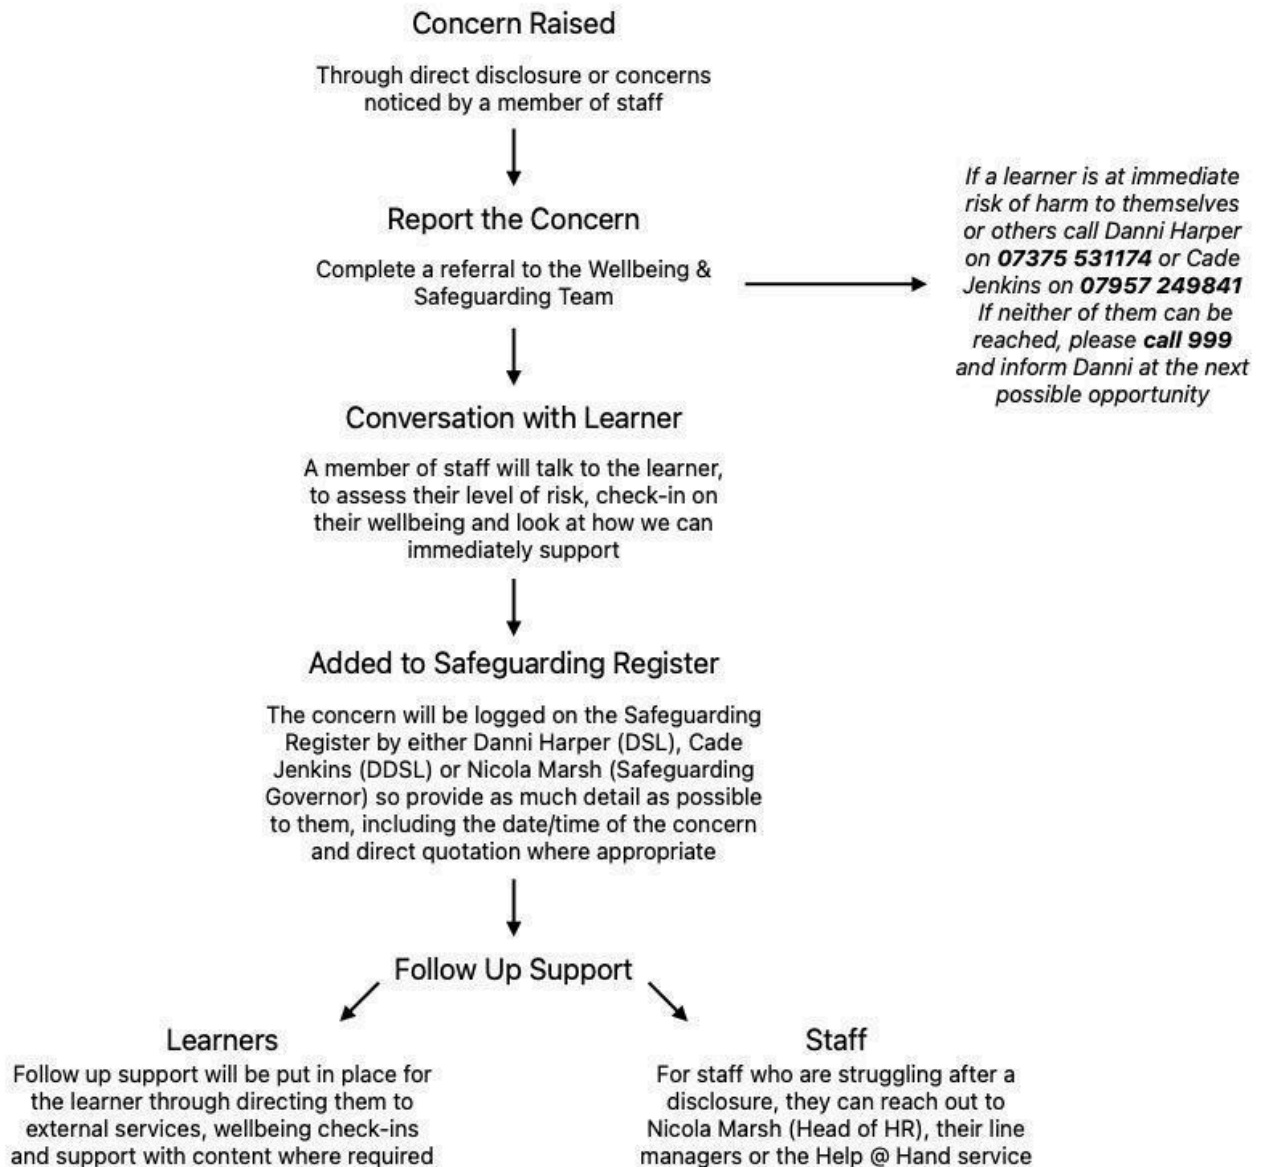 Concern Raised
Through direct disclosure or concerns
noticed by a member of staff
Report the Concern
Complete a referral to the Wellbeing &
Safeguarding Team
If a learner is at immediate
risk of harm to themselves
or others call Danni Harper
on 07375 531174 or Cade
Jenkins on 07957 249841
If neither of them can be
reached, please call 999
and inform Danni at the next
possible opportunity
Conversation with Learner
A member of staff will talk to the learner,
to assess their level of risk, check-in on
their wellbeing and look at how we can
immediately support
Added to Safeguarding Register
The concern will be logged on the Safeguarding
Register by either Danni Harper (DSL), Cade
Jenkins (DDSL) or Nicola Marsh (Safeguarding
Governor) so provide as much detail as possible
to them, including the date/time of the concern
and direct quotation where appropriate
Follow Up Support
Learners
Follow up support will be put in place for
the learner through directing them to
external services, wellbeing check-ins
and support with content where required
Staff
For staff who are struggling after a
disclosure, they can reach out to
Nicola Marsh (Head of HR), their line
managers or the Help @ Hand service